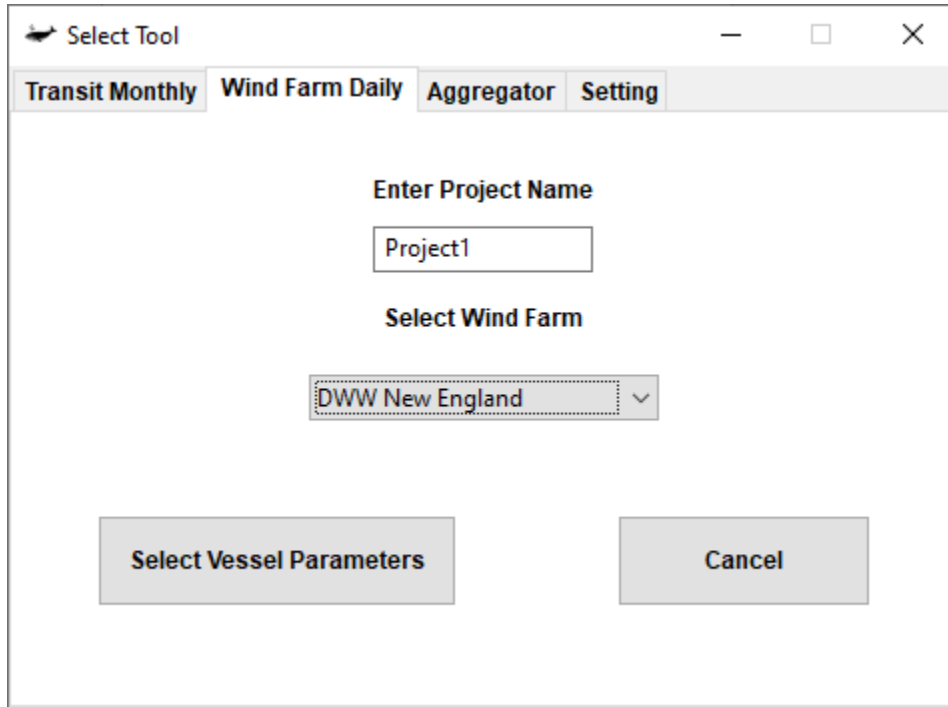 Select Tool
Transit Monthly Wind Farm Daily Aggregator Setting
Enter Project Name
Project1
Select Wind Farm
DWW New England
Select Vessel Parameters Cancel